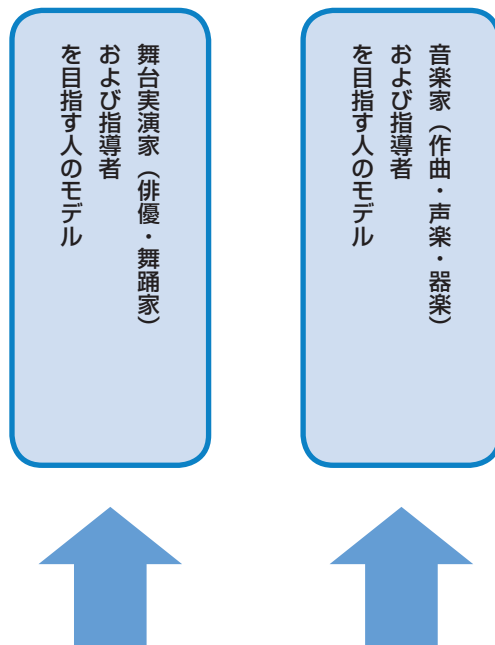 音楽家（作曲・声楽・器楽）
および指導者
を目指す人のモデル
舞台実演家（俳優・舞踊家）
および指導者
を目指す人のモデル